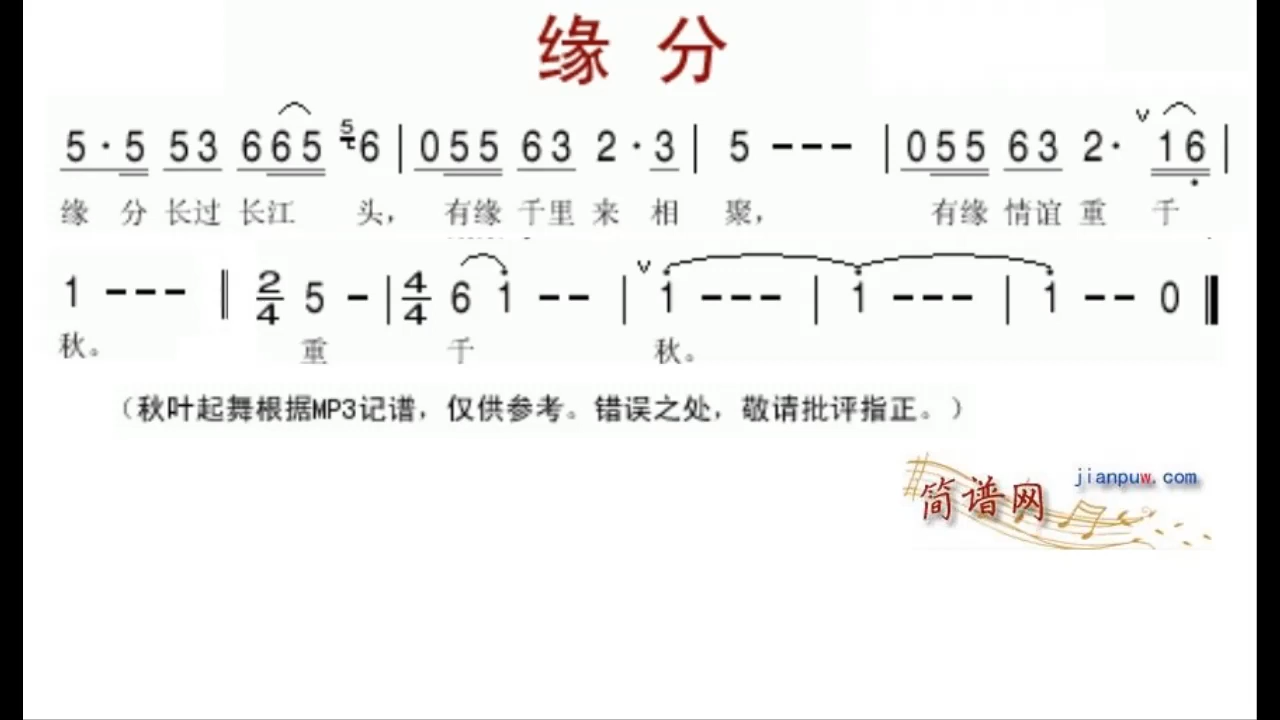 缘 分
5·5 53 665 56 | 055 63 2·3 | 5 --- | 055 63 2· v 16 |
缘 分 长过 长江 头， 有缘 千里 来 相 聚， 有缘 情谊 重 千
1 --- ‖ 2/4 5 - | 4/4 6 1 -- | v 1 --- | 1 --- | 1 -- 0 ‖
秋。 重 千 秋。
（秋叶起舞根据MP3记谱，仅供参考。错误之处，敬请批评指正。）
简谱网 jianpuw.com